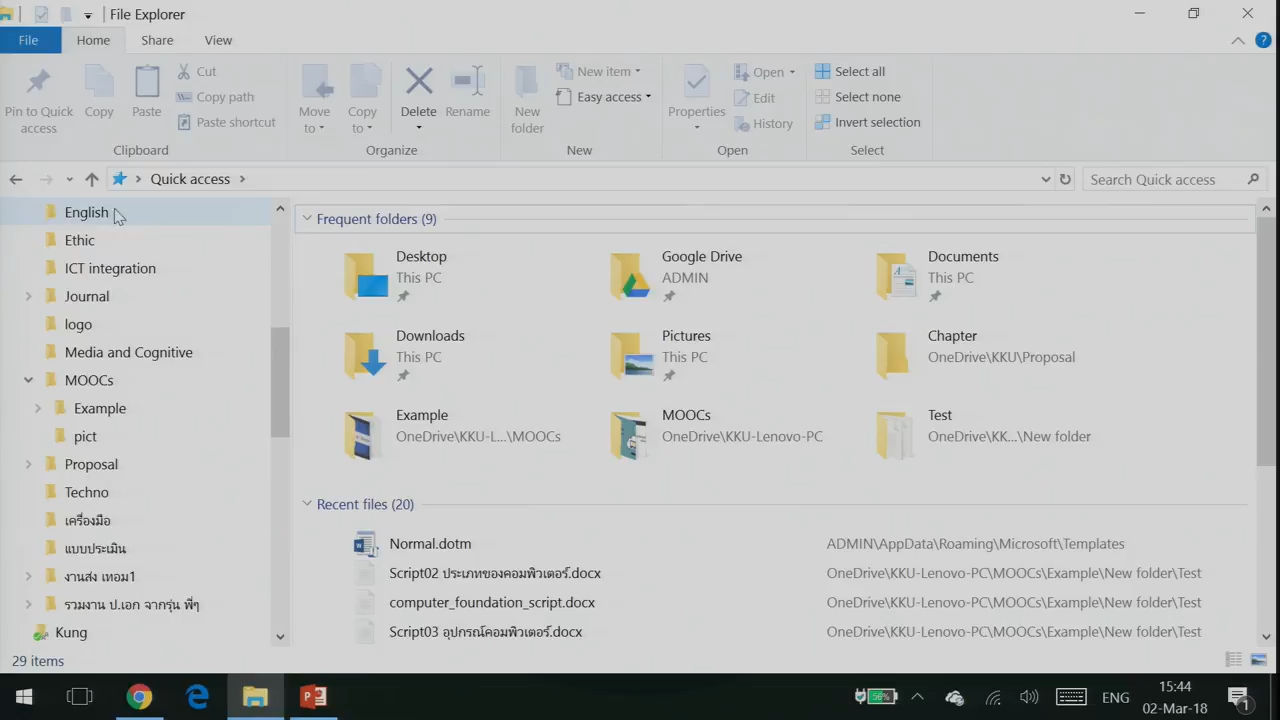 File Explorer
File Home Share View
Pin to Quick access
Copy
Paste
Cut
Copy path
Paste shortcut
Clipboard
Move to
Copy to
Delete
Rename
Organize
New folder
New item
Easy access
New
Properties
Open
Edit
History
Open
Select all
Select none
Invert selection
Select
Quick access
Search Quick access
English
Ethic
ICT integration
Journal
logo
Media and Cognitive
MOOCs
Example
pict
Proposal
Techno
เครื่องมือ
แบบประเมิน
งานส่ง เทอม1
รวมงาน ป.เอก จากรุ่น พี่ๆ
Kung
Frequent folders (9)
Desktop
This PC
Google Drive
ADMIN
Documents
This PC
Downloads
This PC
Pictures
This PC
Chapter
OneDrive\KKU\Proposal
Example
OneDrive\KKU-L...\MOOCs
MOOCs
OneDrive\KKU-Lenovo-PC
Test
OneDrive\KK...\New folder
Recent files (20)
Normal.dotm ADMIN\AppData\Roaming\Microsoft\Templates
Script02 ประเภทของคอมพิวเตอร์.docx OneDrive\KKU-Lenovo-PC\MOOCs\Example\New folder\Test
computer_foundation_script.docx OneDrive\KKU-Lenovo-PC\MOOCs\Example\New folder\Test
Script03 อุปกรณ์คอมพิวเตอร์.docx OneDrive\KKU-Lenovo-PC\MOOCs\Example\New folder\Test
29 items
56%
ENG
15:44
02-Mar-18
1